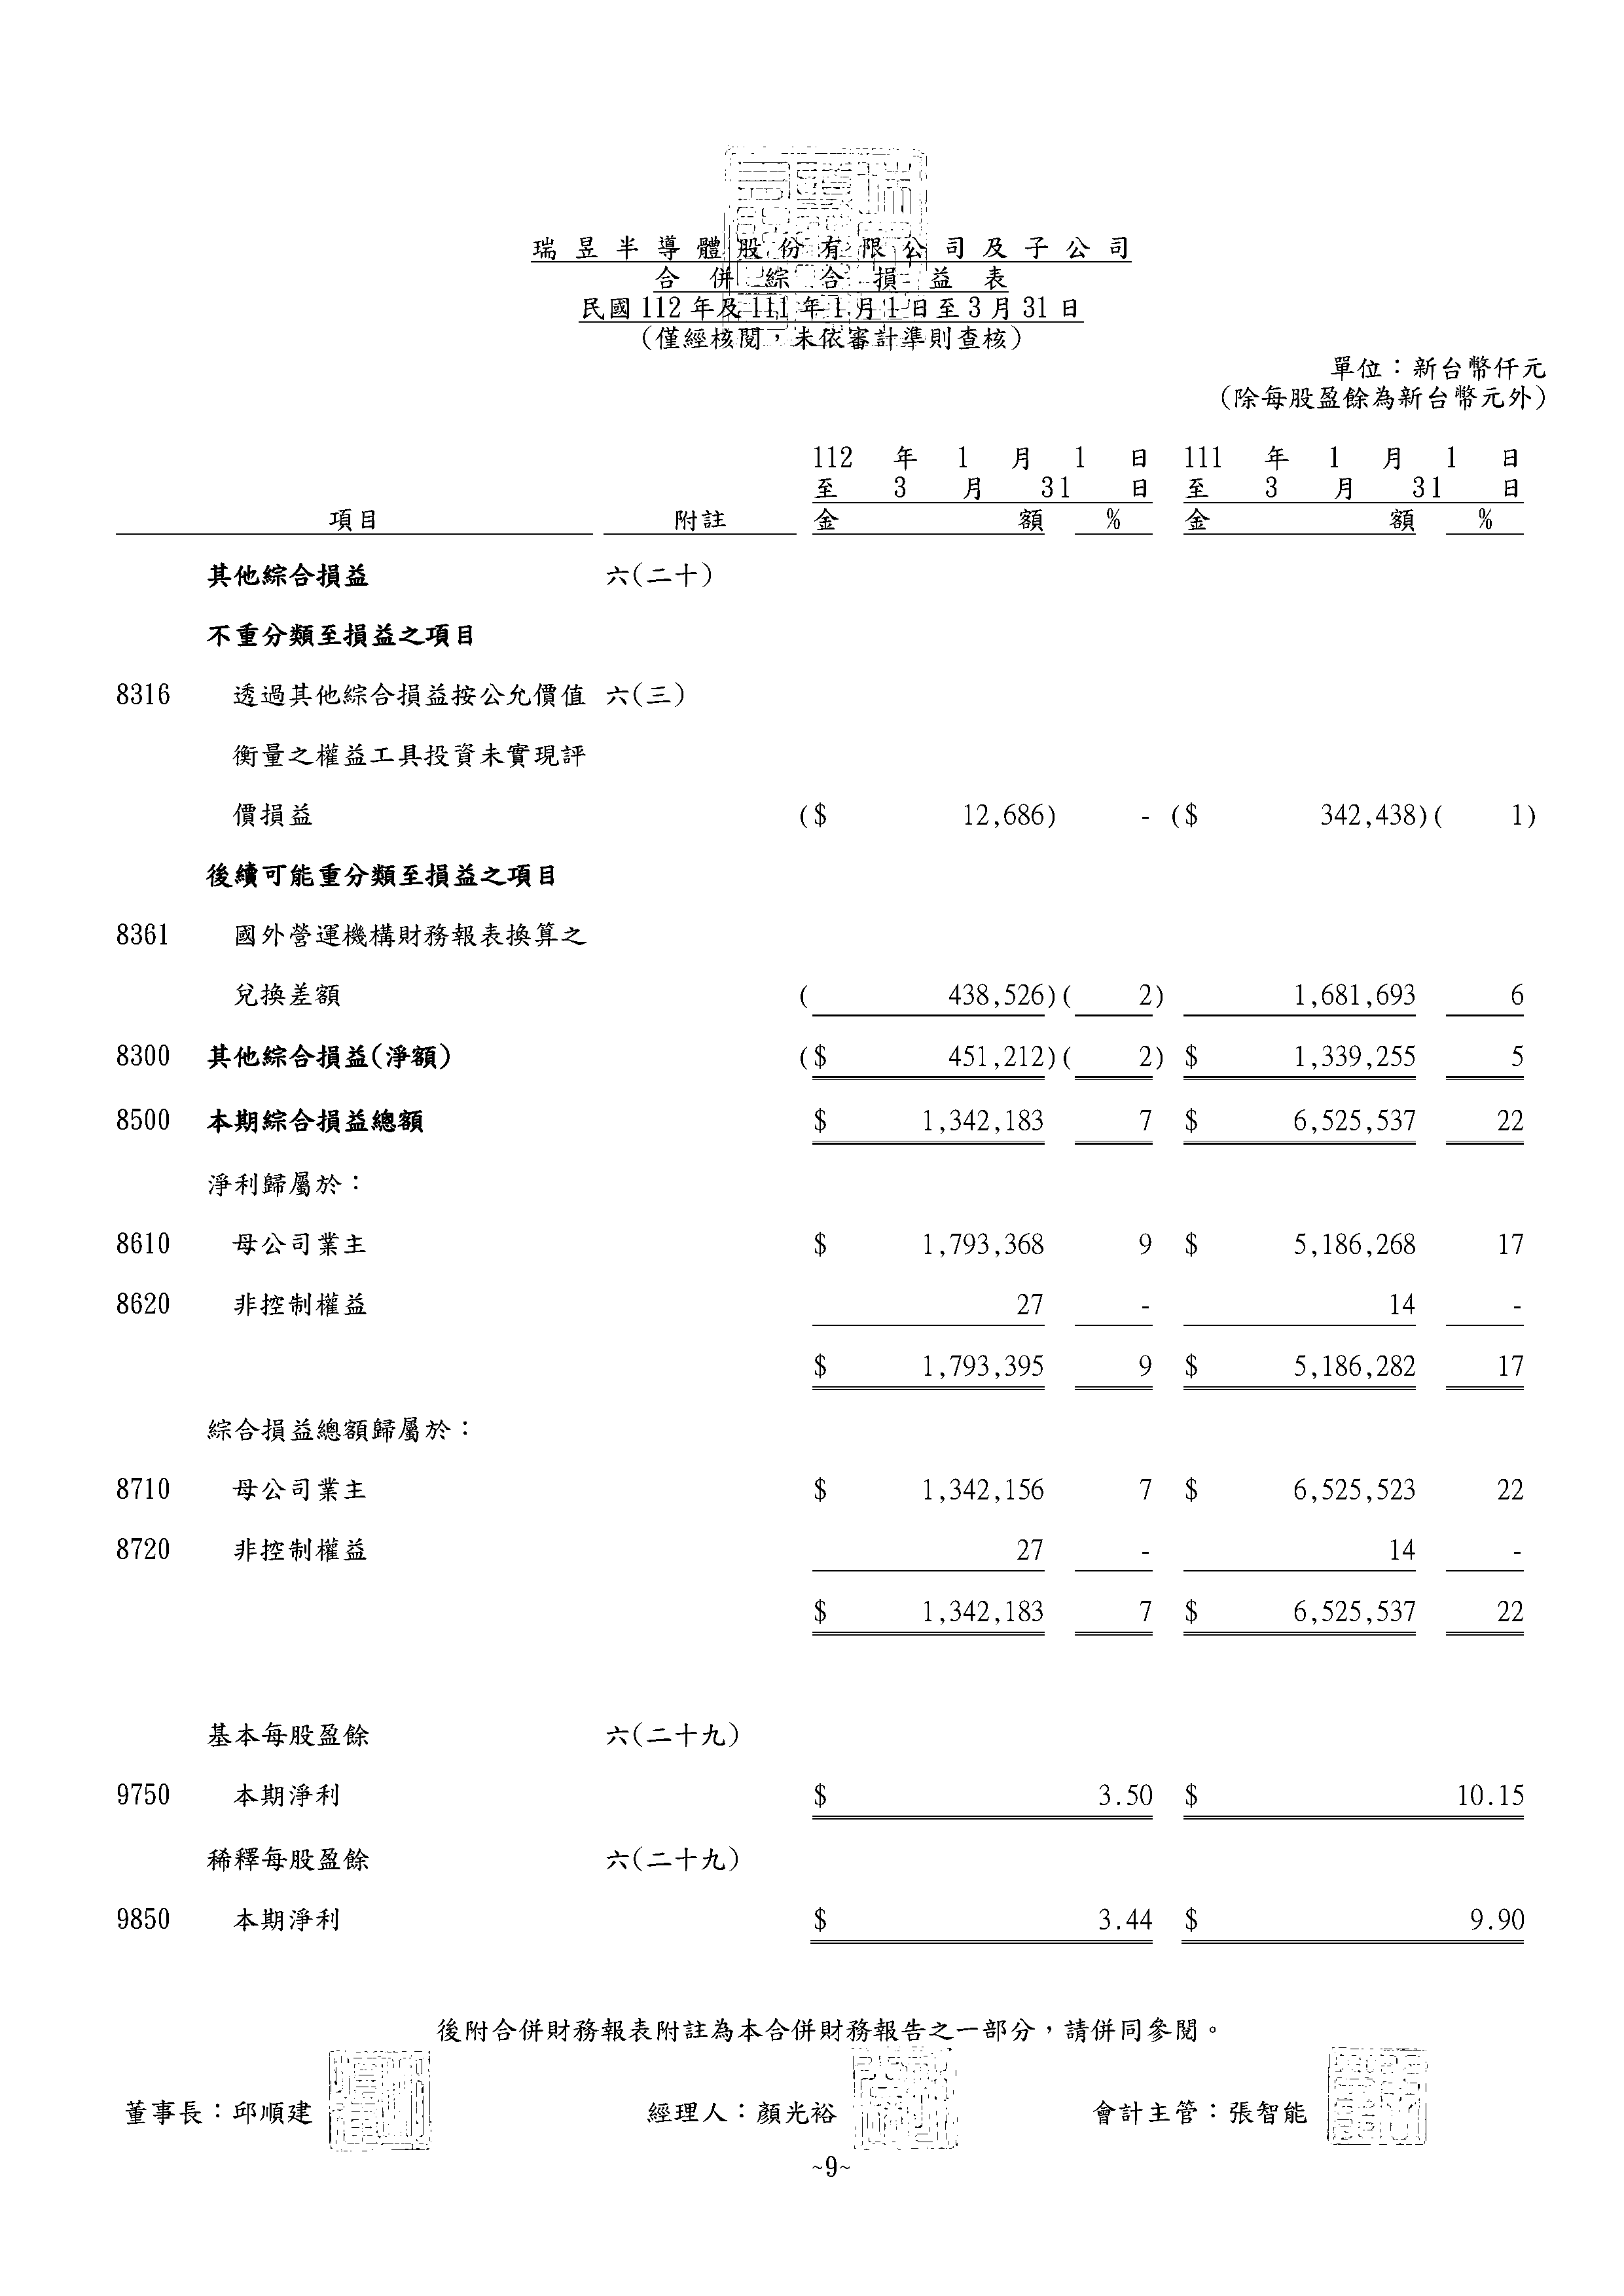 瑞昱半導體股份有限公司及子公司
合併綜合損益表
民國112年及111年1月1日至3月31日
(僅經核閱，未依審計準則查核)
單位：新台幣仟元
(除每股盈餘為新台幣元外)
112 年 1 月 1 日 111 年 1 月 1 日
至 3 月 31 日 至 3 月 31 日
項目 附註 金 額 % 金 額 %
其他綜合損益 六(二十)
不重分類至損益之項目
8316 透過其他綜合損益按公允價值 六(三)
衡量之權益工具投資未實現評
價損益 ($ 12,686) - ($ 342,438)( 1)
後續可能重分類至損益之項目
8361 國外營運機構財務報表換算之
兌換差額 ( 438,526)( 2) 1,681,693 6
8300 其他綜合損益(淨額) ($ 451,212)( 2) $ 1,339,255 5
8500 本期綜合損益總額 $ 1,342,183 7 $ 6,525,537 22
淨利歸屬於：
8610 母公司業主 $ 1,793,368 9 $ 5,186,268 17
8620 非控制權益 27 - 14 -
$ 1,793,395 9 $ 5,186,282 17
綜合損益總額歸屬於：
8710 母公司業主 $ 1,342,156 7 $ 6,525,523 22
8720 非控制權益 27 - 14 -
$ 1,342,183 7 $ 6,525,537 22
基本每股盈餘 六(二十九)
9750 本期淨利 $ 3.50 $ 10.15
稀釋每股盈餘 六(二十九)
9850 本期淨利 $ 3.44 $ 9.90
後附合併財務報表附註為本合併財務報告之一部分，請併同參閱。
董事長：邱順建 經理人：顏光裕 會計主管：張智能
~9~